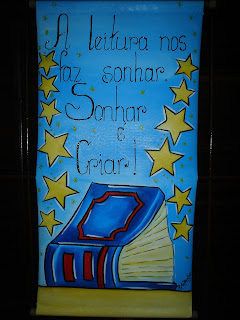 A leitura nos
faz sonhar.
Sonhar
é
Criar!